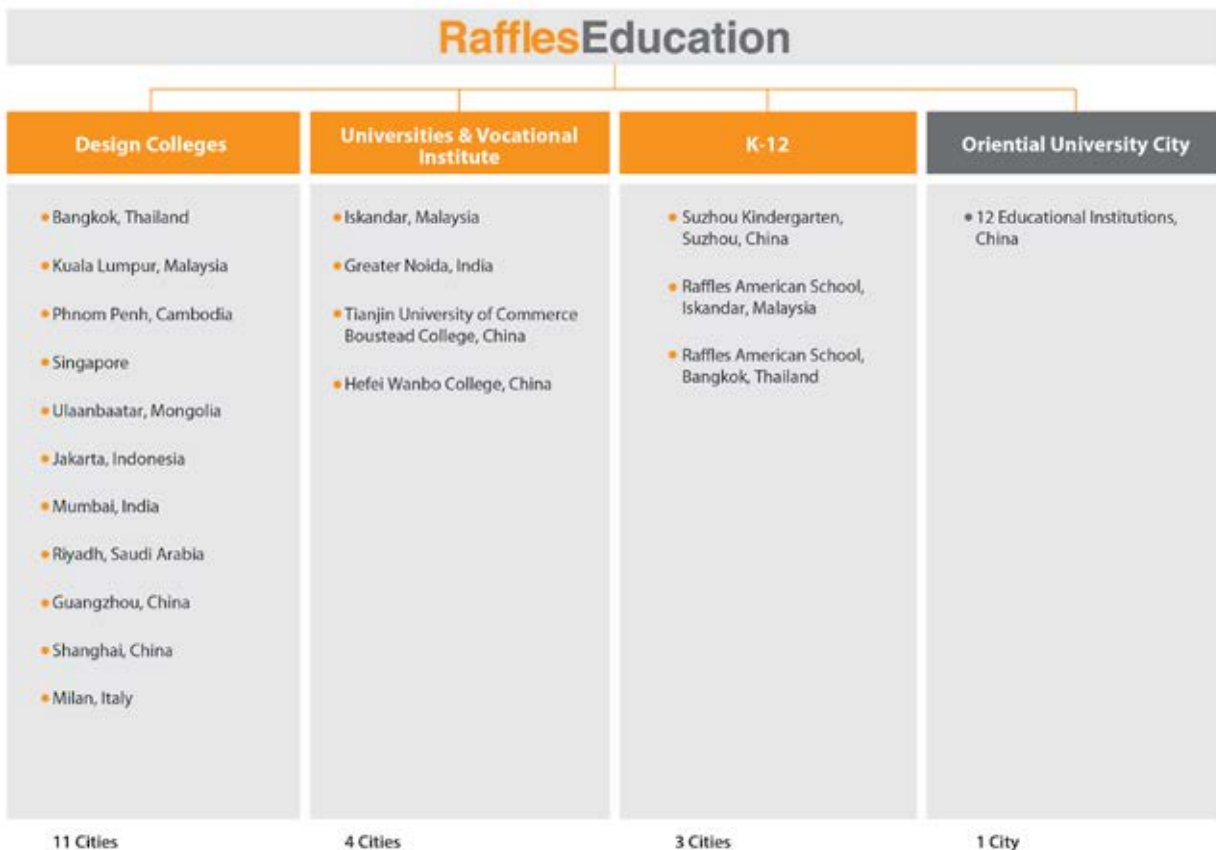 RafflesEducation
Design Colleges
Bangkok, Thailand
Kuala Lumpur, Malaysia
Phnom Penh, Cambodia
Singapore
Ulaanbaatar, Mongolia
Jakarta, Indonesia
Mumbai, India
Riyadh, Saudi Arabia
Guangzhou, China
Shanghai, China
Milan, Italy
11 Cities
Universities & Vocational
Institute
Iskandar, Malaysia
Greater Noida, India
Tianjin University of Commerce
Boustead College, China
Hefei Wanbo College, China
4 Cities
K-12
Suzhou Kindergarten,
Suzhou, China
Raffles American School,
Iskandar, Malaysia
Raffles American School,
Bangkok, Thailand
3 Cities
Oriential University City
12 Educational Institutions,
China
1 City